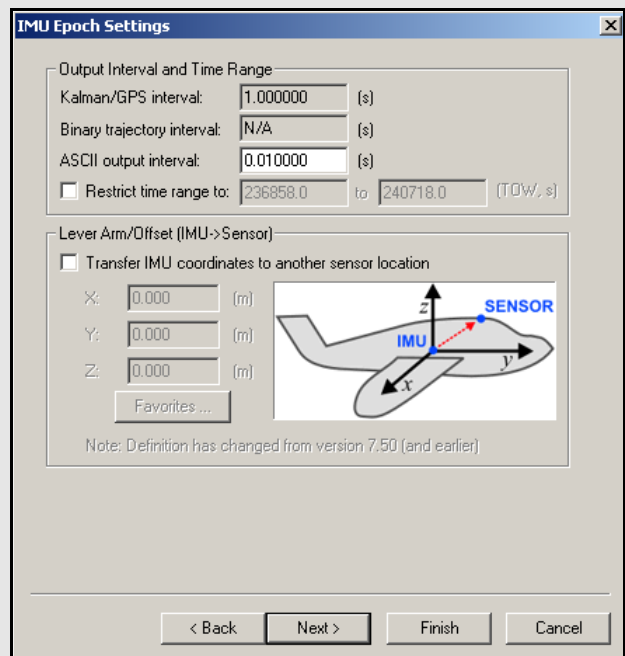 IMU Epoch Settings
Output Interval and Time Range
Kalman/GPS interval: 1.000000 (s)
Binary trajectory interval: N/A (s)
ASCII output interval: 0.010000 (s)
Restrict time range to: 236858.0 to 240718.0 (TOW, s)
Lever Arm/Offset (IMU->Sensor)
Transfer IMU coordinates to another sensor location
X: 0.000 (m)
Y: 0.000 (m)
Z: 0.000 (m)
Favorites ...
z
SENSOR
IMU
y
x
Note: Definition has changed from version 7.50 (and earlier)
< Back Next > Finish Cancel